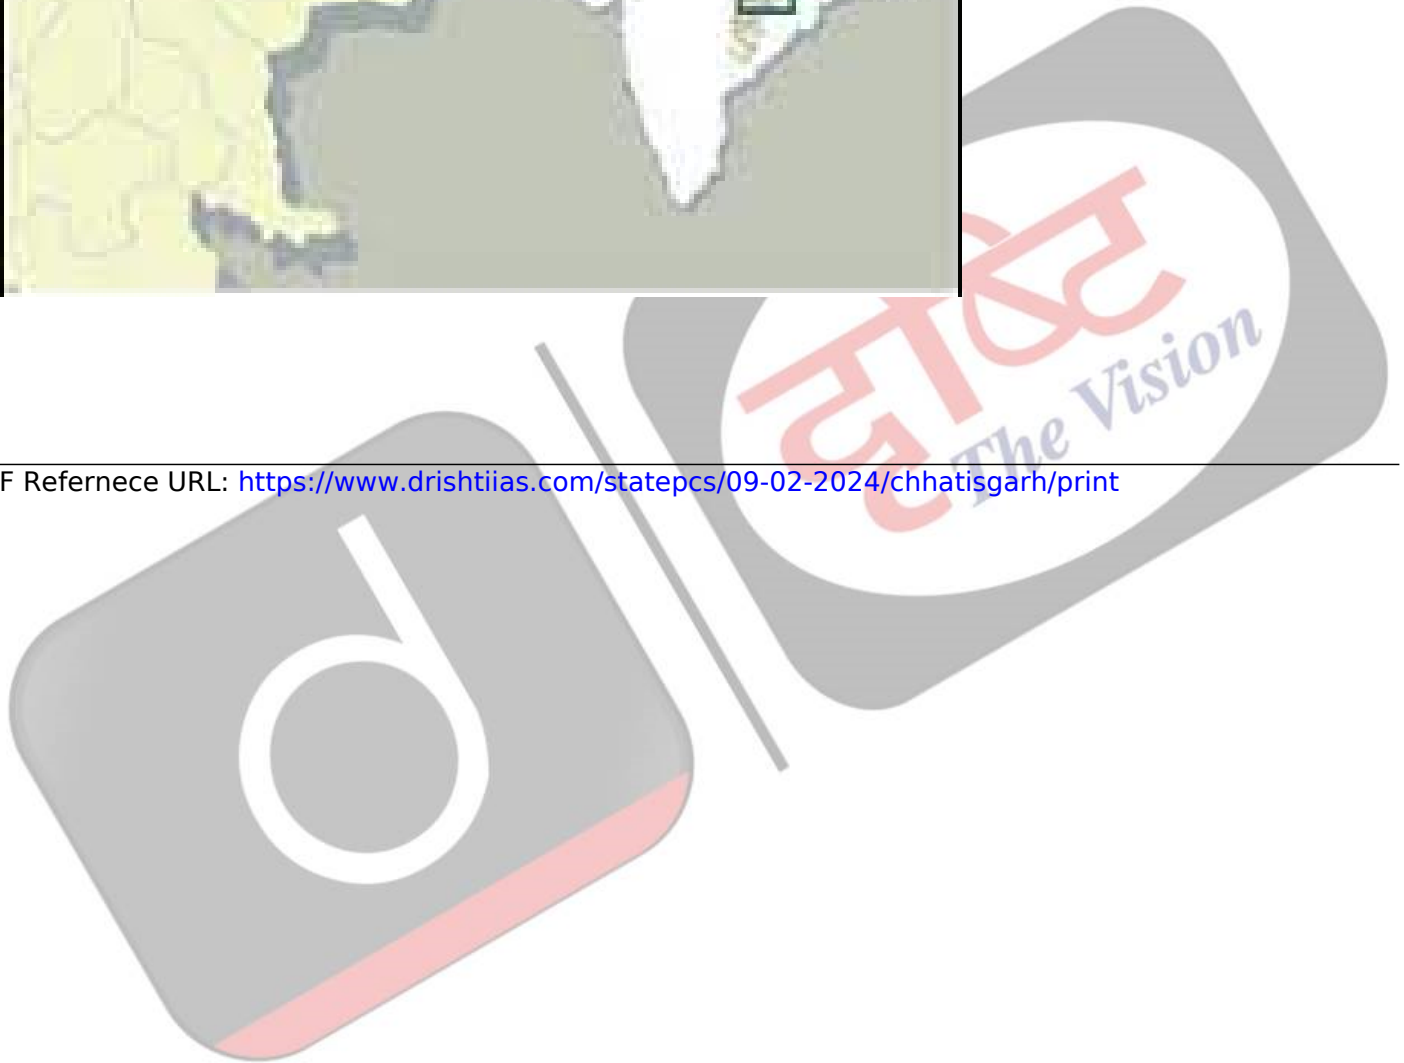 दृष्टि
The Vision
F Refernece URL: https://www.drishtiias.com/statepcs/09-02-2024/chhatisgarh/print
d